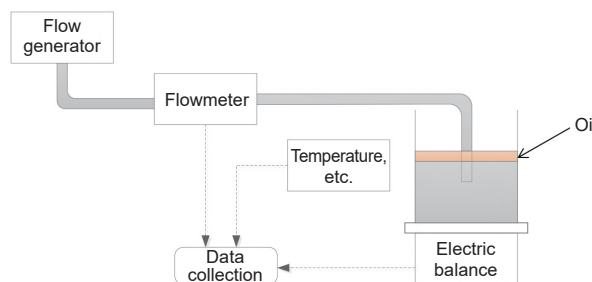 Flow
generator
Flowmeter
Oi
Temperature,
etc.
Data
collection
Electric
balance